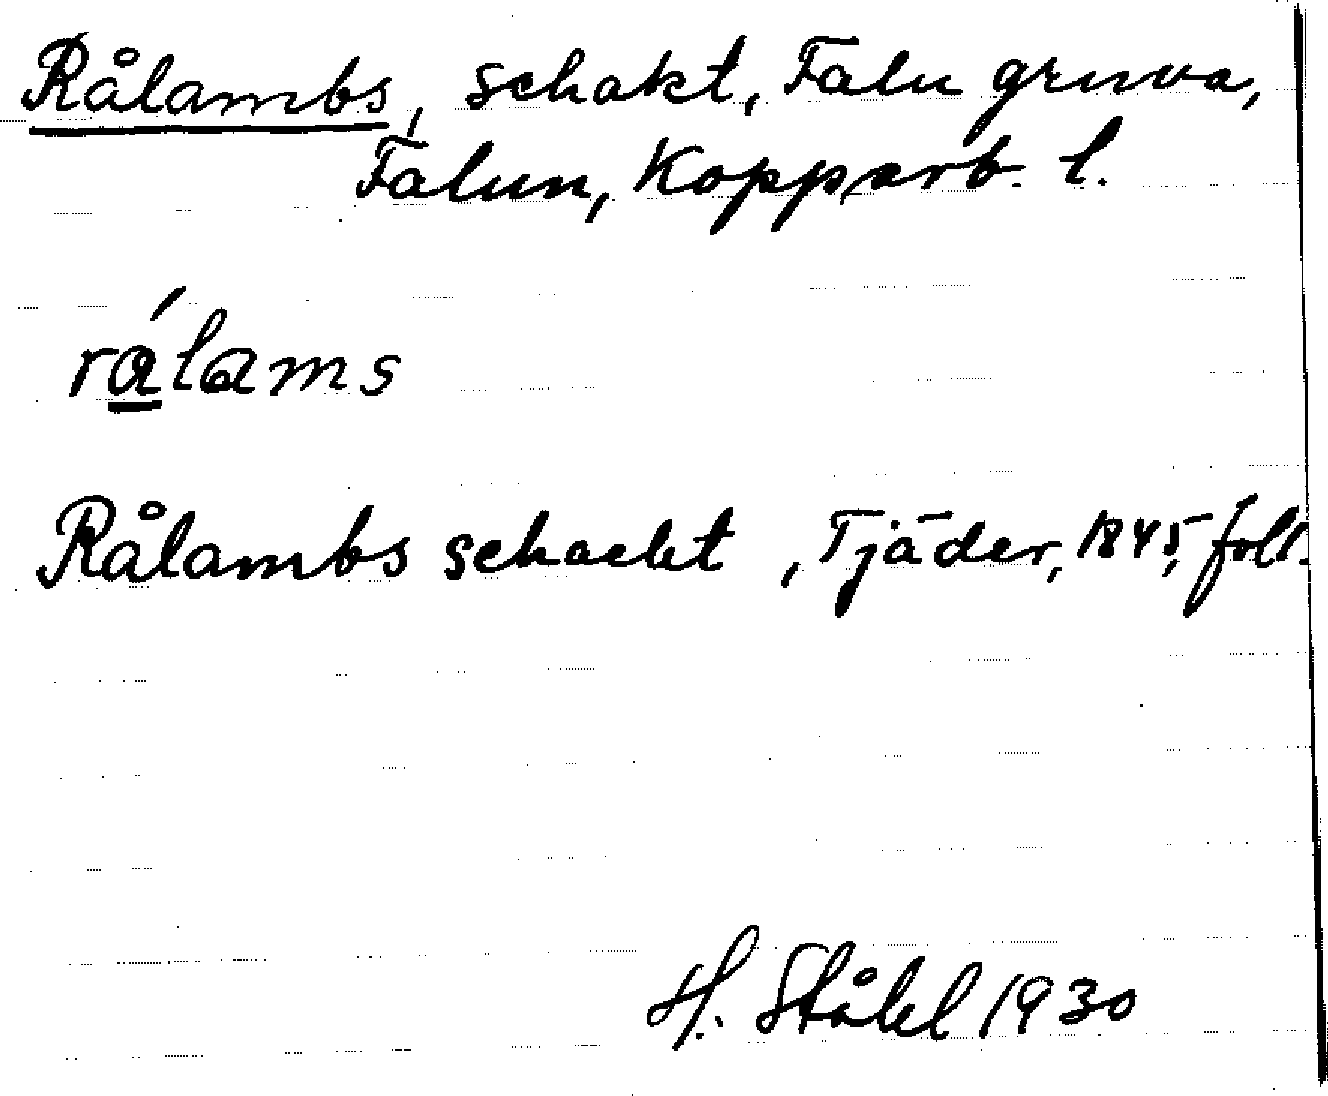 Rålambs, schakt, Falu gruva,
Falun, Kopparb. l.
rålams
Rålambs schackt , Tjäder, 1845, foll.
H. Ståhl 1930